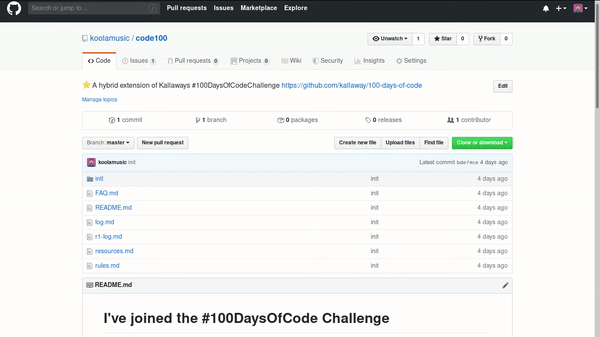 Search or jump to... / Pull requests Issues Marketplace Explore
koolamusic / code100 Unwatch 1 Star 0 Fork 0
Code Issues 1 Pull requests 0 Projects 0 Wiki Security Insights Settings
A hybrid extension of Kallaways #100DaysOfCodeChallenge https://github.com/kallaway/100-days-of-code Edit
Manage topics
1 commit 1 branch 0 packages 0 releases 1 contributor
Branch: master New pull request Create new file Upload files Find file Clone or download
koolamusic init Latest commit 4 days ago
intl init 4 days ago
FAQ.md init 4 days ago
README.md init 4 days ago
log.md init 4 days ago
r1-log.md init 4 days ago
resources.md init 4 days ago
rules.md init 4 days ago
README.md
I've joined the #100DaysOfCode Challenge